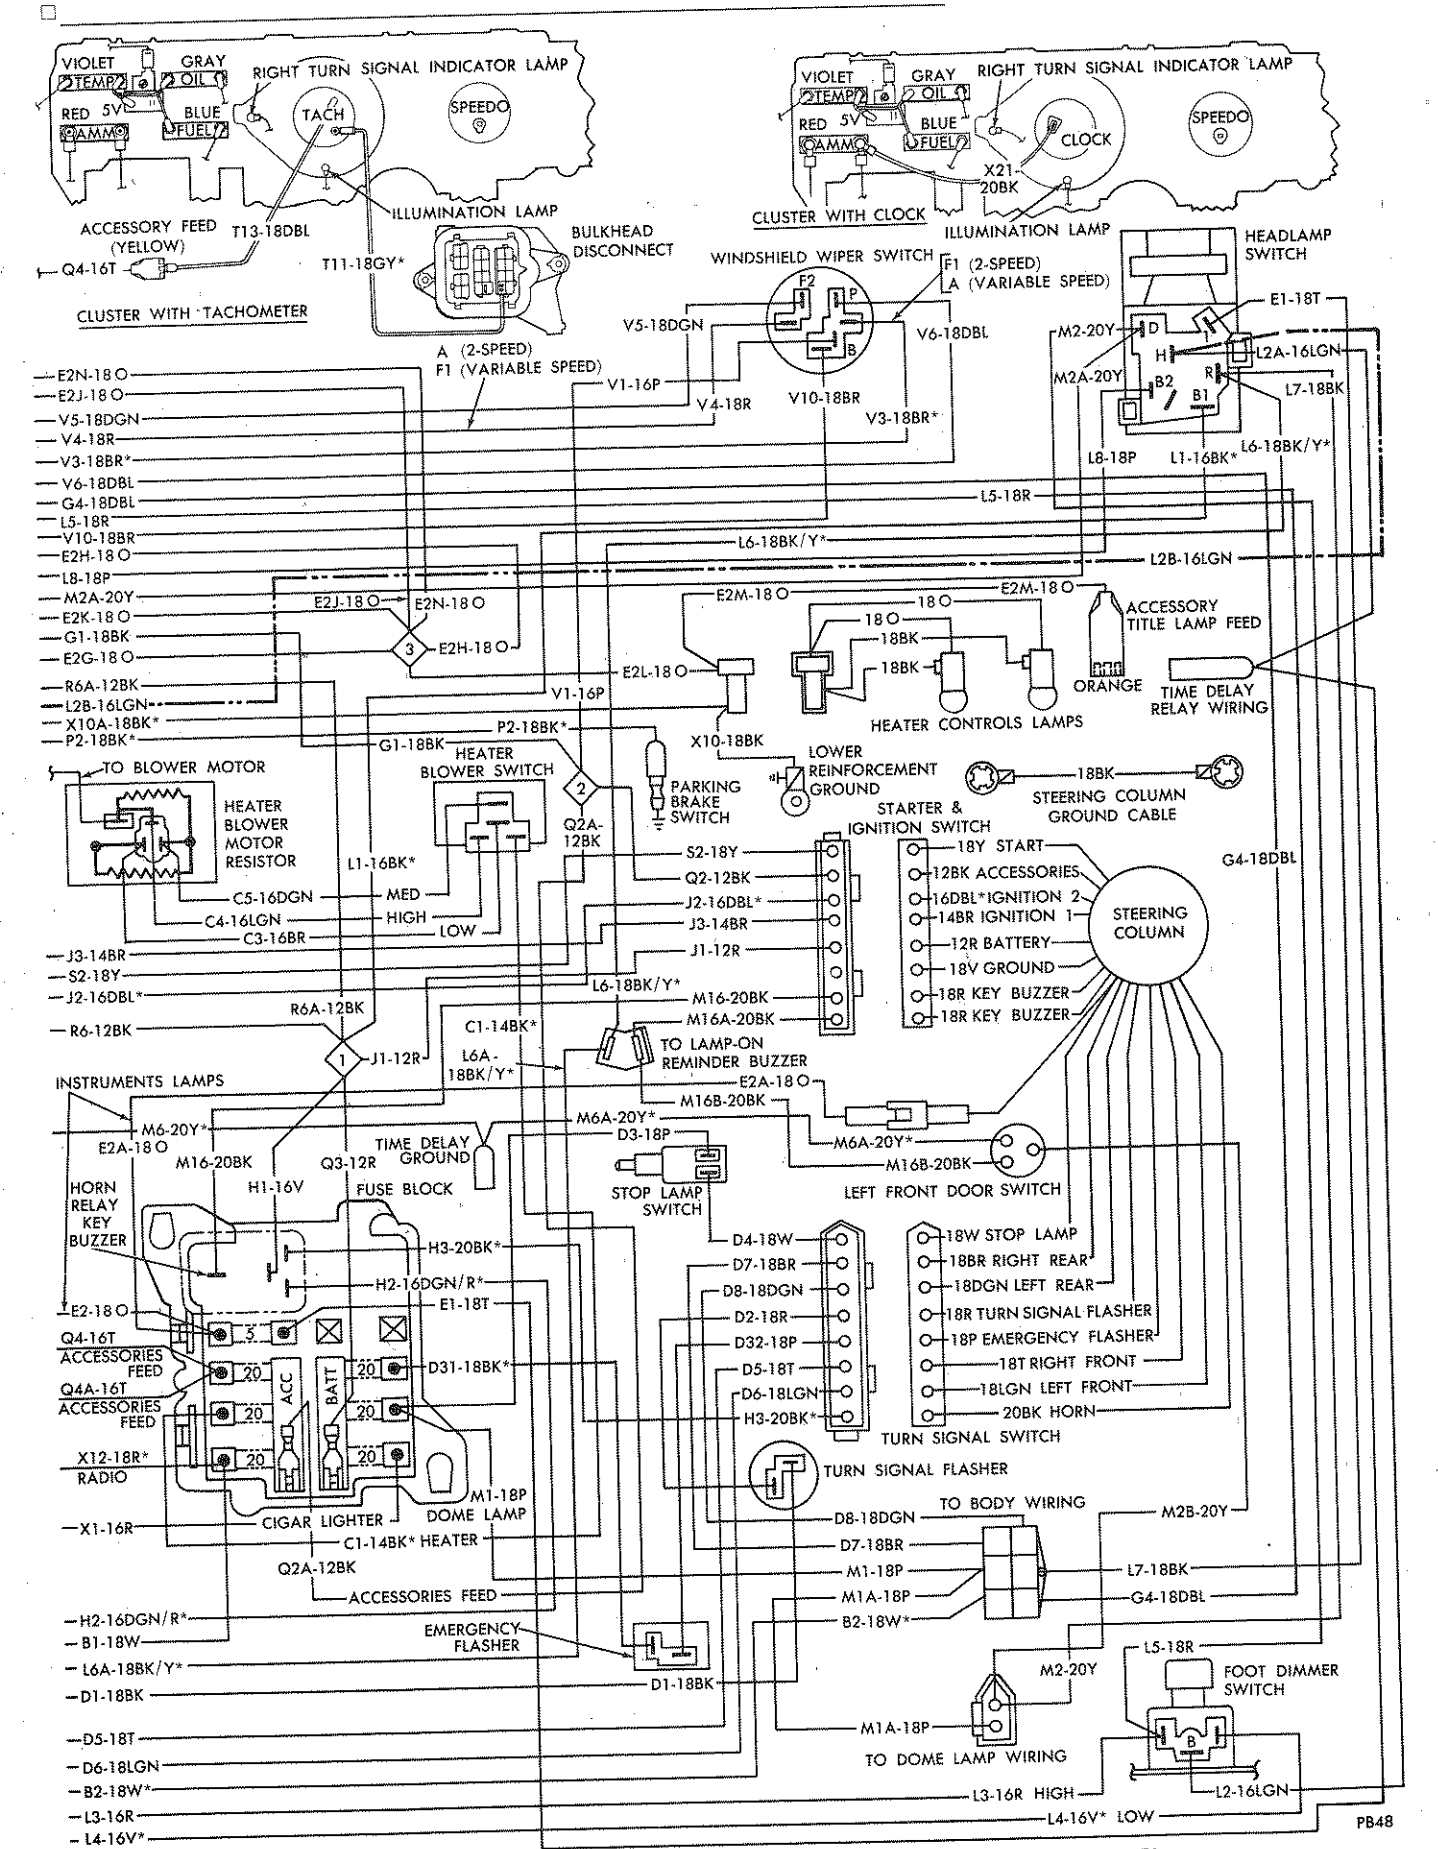 VIOLET
GRAY
TEMP
OIL
RIGHT TURN SIGNAL INDICATOR LAMP
RED
5V
BLUE
AMM
FUEL
TACH
SPEEDO
VIOLET
GRAY
RIGHT TURN SIGNAL INDICATOR LAMP
TEMP
OIL
RED
5V
BLUE
AMM
FUEL
CLOCK
SPEEDO
X21-
20BK
ILLUMINATION LAMP
ACCESSORY FEED
(YELLOW)
T13-18DBL
Q4-16T
T11-18GY*
BULKHEAD
DISCONNECT
CLUSTER WITH TACHOMETER
CLUSTER WITH CLOCK
ILLUMINATION LAMP
HEADLAMP
SWITCH
WINDSHIELD WIPER SWITCH
F1 (2-SPEED)
A (VARIABLE SPEED)
F2
P
B
E1-18T
V5-18DGN
V6-18DBL
M2-20Y
D
H
L2A-16LGN
R
M2A-20Y
B2
B1
L7-18BK
A (2-SPEED)
F1 (VARIABLE SPEED)
V1-16P
V4-18R
V10-18BR
V3-18BR*
L8-18P
L1-16BK*
L6-18BK/Y*
E2N-18 O
E2J-18 O
V5-18DGN
V4-18R
V3-18BR*
V6-18DBL
G4-18DBL
L5-18R
L5-18R
V10-18BR
E2H-18 O
L6-18BK/Y*
L8-18P
L2B-16LGN
M2A-20Y
E2K-18 O
E2J-18 O
E2N-18 O
E2M-18 O
E2M-18 O
G1-18BK
E2G-18 O
3
E2H-18 O
18 O
18 O
18BK
18BK
ACCESSORY
TITLE LAMP FEED
ORANGE
TIME DELAY
RELAY WIRING
E2L-18 O
R6A-12BK
L2B-16LGN
V1-16P
X10A-18BK*
P2-18BK*
P2-18BK*
HEATER CONTROLS LAMPS
G1-18BK
X10-18BK
TO BLOWER MOTOR
HEATER
BLOWER SWITCH
LOWER
REINFORCEMENT
GROUND
PARKING
BRAKE
SWITCH
2
18BK
STEERING COLUMN
GROUND CABLE
HEATER
BLOWER
MOTOR
RESISTOR
Q2A-
12BK
STARTER &
IGNITION SWITCH
L1-16BK*
S2-18Y
18Y START
Q2-12BK
12BK ACCESSORIES
J2-16DBL*
16DBL* IGNITION 2
J3-14BR
14BR IGNITION 1
J1-12R
12R BATTERY
18V GROUND
M16-20BK
18R KEY BUZZER
M16A-20BK
18R KEY BUZZER
STEERING
COLUMN
G4-18DBL
C5-16DGN
MED
C4-16LGN
HIGH
C3-16BR
LOW
J3-14BR
S2-18Y
J2-16DBL*
R6A-12BK
L6-18BK/Y*
R6-12BK
C1-14BK*
1
J1-12R
L6A-
18BK/Y*
TO LAMP-ON
REMINDER BUZZER
INSTRUMENTS LAMPS
E2A-18 O
M16B-20BK
M6-20Y*
E2A-18 O
M6A-20Y*
D3-18P
M6A-20Y*
TIME DELAY
GROUND
M16-20BK
Q3-12R
M16B-20BK
H1-16V
FUSE BLOCK
STOP LAMP
SWITCH
LEFT FRONT DOOR SWITCH
HORN
RELAY
KEY
BUZZER
H3-20BK*
H2-16DGN/R*
D4-18W
18W STOP LAMP
D7-18BR
18BR RIGHT REAR
D8-18DGN
18DGN LEFT REAR
D2-18R
18R TURN SIGNAL FLASHER
D32-18P
18P EMERGENCY FLASHER
D5-18T
18T RIGHT FRONT
D6-18LGN
18LGN LEFT FRONT
H3-20BK*
20BK HORN
TURN SIGNAL SWITCH
E2-18 O
E1-18T
5
Q4-16T
ACCESSORIES
FEED
20
20
D31-18BK*
Q4A-16T
ACCESSORIES
FEED
ACC
BATT
20
20
X12-18R*
RADIO
20
20
TURN SIGNAL FLASHER
M1-18P
DOME LAMP
X1-16R
CIGAR LIGHTER
C1-14BK* HEATER
TO BODY WIRING
D8-18DGN
M2B-20Y
D7-18BR
Q2A-12BK
M1-18P
L7-18BK
ACCESSORIES FEED
M1A-18P
G4-18DBL
B2-18W*
H2-16DGN/R*
B1-18W
EMERGENCY
FLASHER
L6A-18BK/Y*
D1-18BK
D1-18BK
L5-18R
M2-20Y
FOOT DIMMER
SWITCH
M1A-18P
TO DOME LAMP WIRING
B
D5-18T
D6-18LGN
B2-18W*
L3-16R HIGH
L2-16LGN
L3-16R
L4-16V* LOW
L4-16V*
PB48